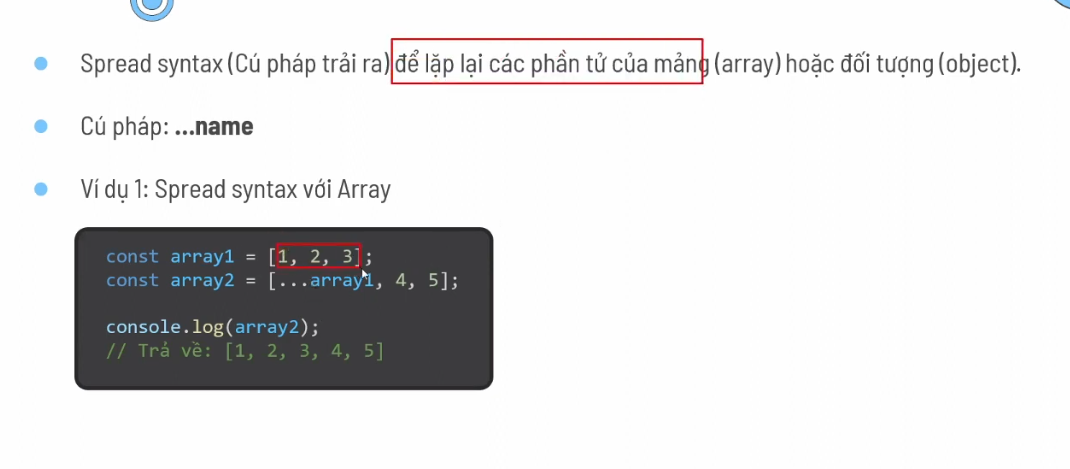 Spread syntax (Cú pháp trải ra) để lặp lại các phần tử của mảng (array) hoặc đối tượng (object).
Cú pháp: ...name
Ví dụ 1: Spread syntax với Array
const array1 = [1, 2, 3];
const array2 = [...array1, 4, 5];
console.log(array2);
// Trả về: [1, 2, 3, 4, 5]